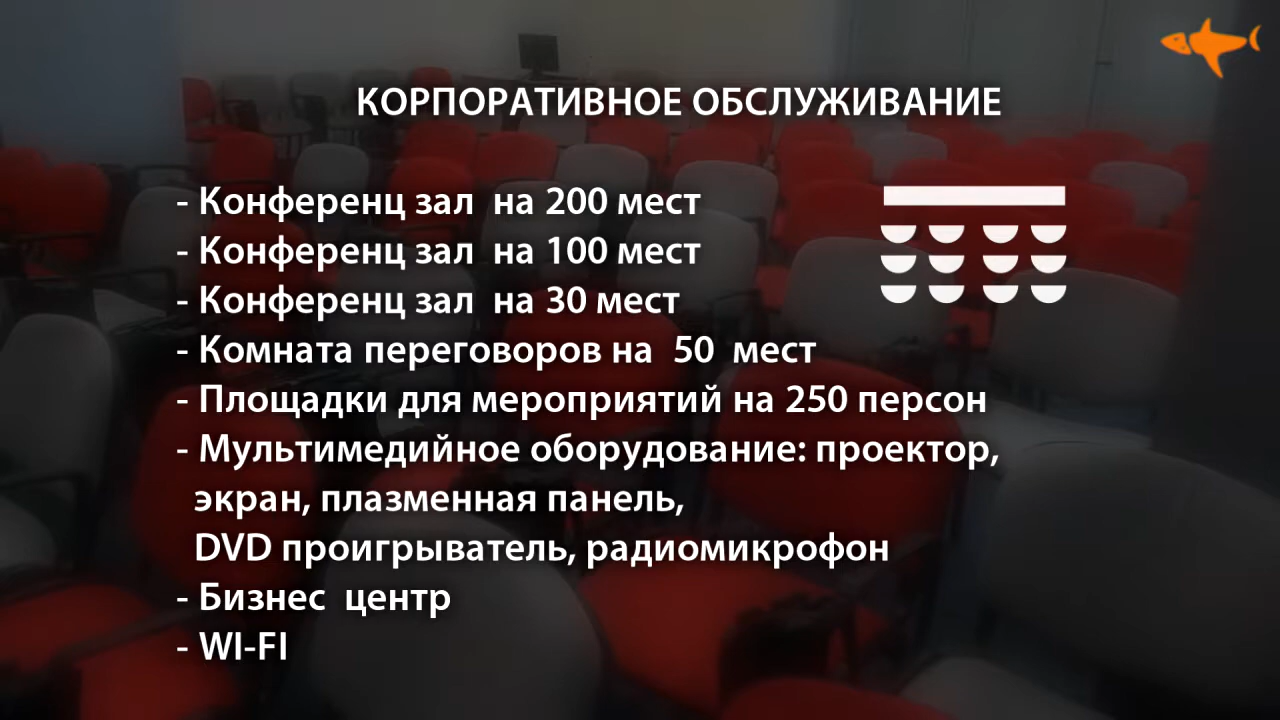 КОРПОРАТИВНОЕ ОБСЛУЖИВАНИЕ
- Конференц зал на 200 мест
- Конференц зал на 100 мест
- Конференц зал на 30 мест
- Комната переговоров на 50 мест
- Площадки для мероприятий на 250 персон
- Мультимедийное оборудование: проектор,
экран, плазменная панель,
DVD проигрыватель, радиомикрофон
- Бизнес центр
- WI-FI